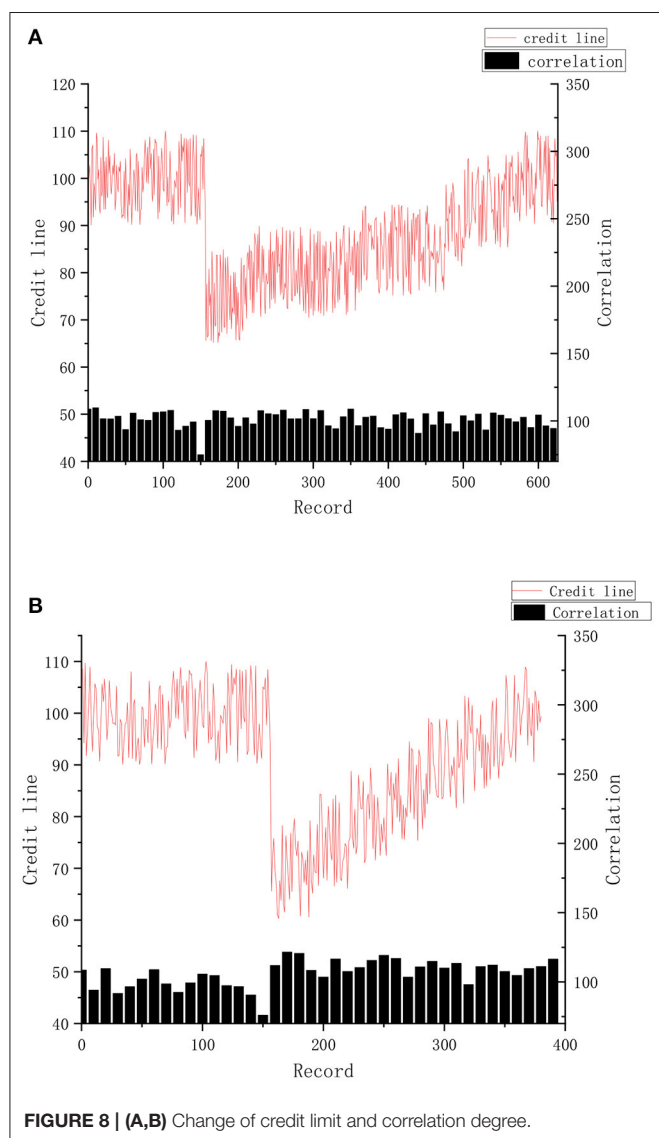 A
credit line
correlation
120
110
100
90
80
70
60
50
40
350
300
250
200
150
100
Credit line
Correlation
0 100 200 300 400 500 600
Record
B
Credit line
Correlation
110
100
90
80
70
60
50
40
350
300
250
200
150
100
Credit line
Correlation
0 100 200 300 400
Record
FIGURE 8 | (A,B) Change of credit limit and correlation degree.